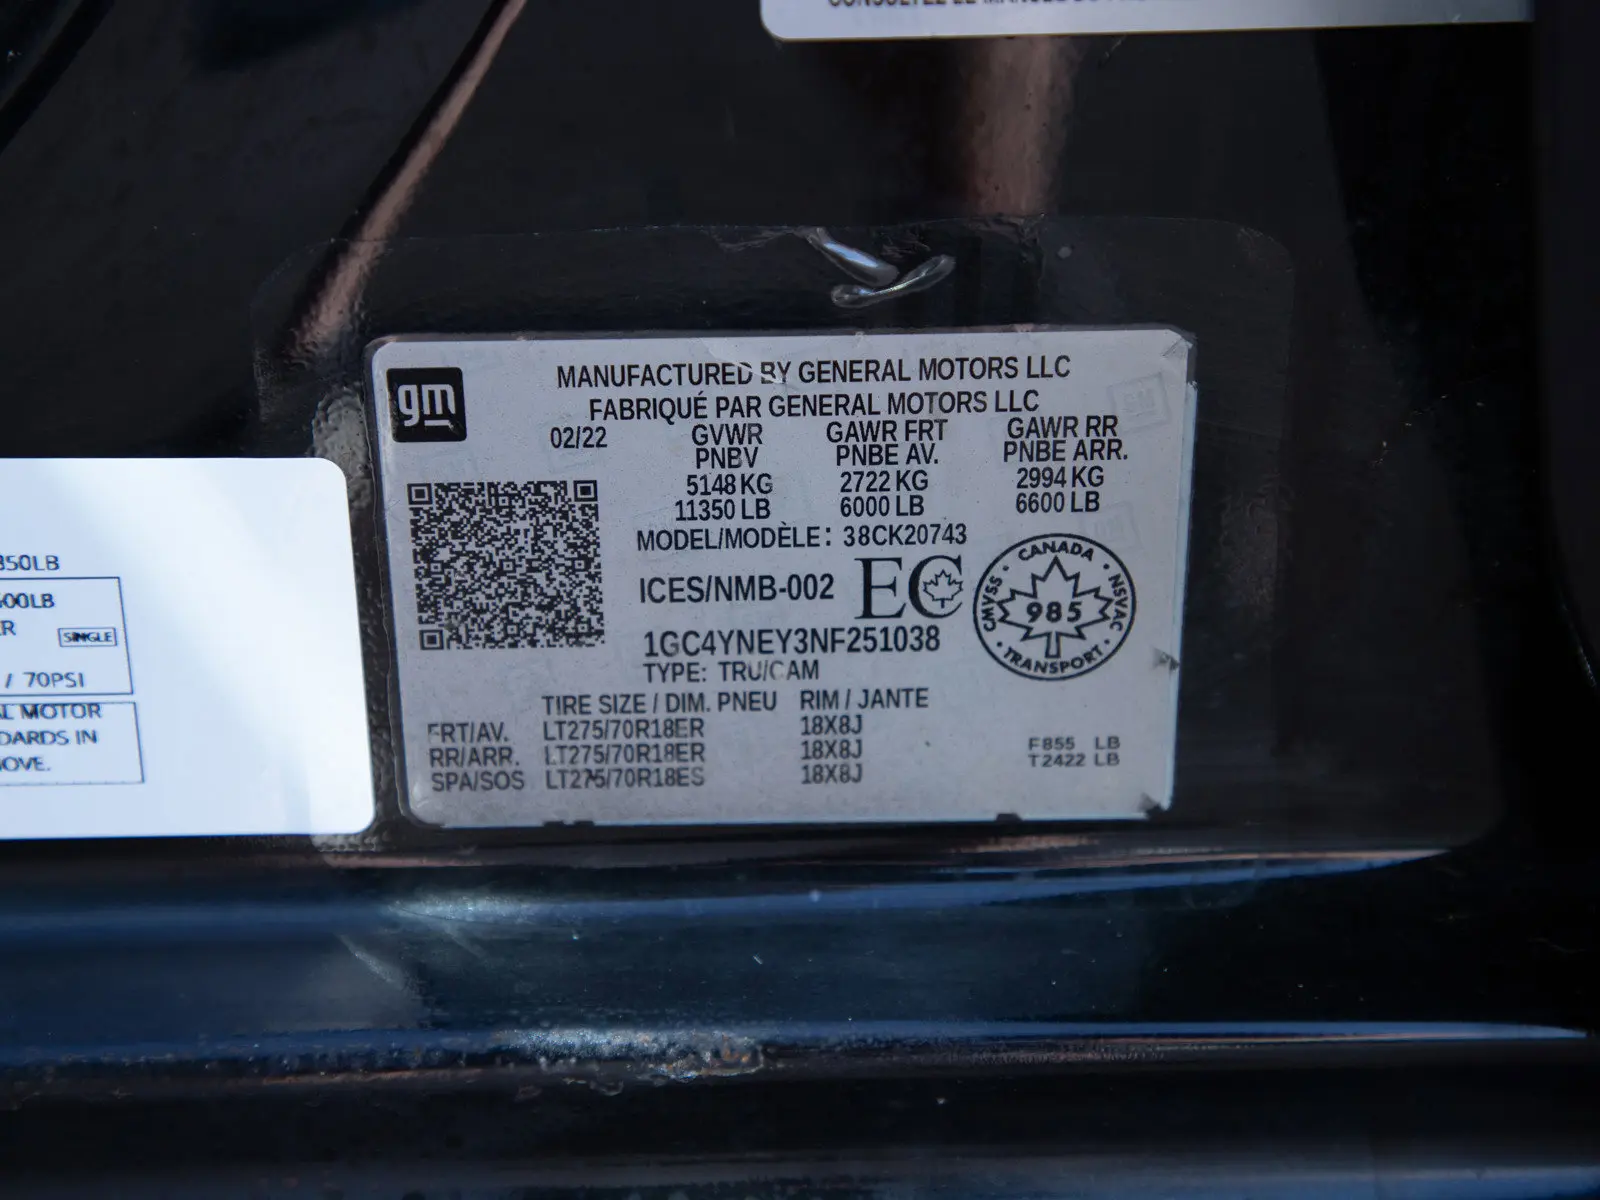 gm
MANUFACTURED BY GENERAL MOTORS LLC
FABRIQUÉ PAR GENERAL MOTORS LLC
02/22 GVWR GAWR FRT GAWR RR
PNBV PNBE AV. PNBE ARR.
5148 KG 2722 KG 2994 KG
11350 LB 6000 LB 6600 LB
MODEL/MODÈLE: 38CK20743
ICES/NMB-002 EC
CANADA
CMVSS 985 NSVAC
TRANSPORT
1GC4YNEY3NF251038
TYPE: TRU/CAM
TIRE SIZE / DIM. PNEU RIM / JANTE
FRT/AV. LT275/70R18ER 18X8J
RR/ARR. LT275/70R18ER 18X8J
SPA/SOS LT275/70R18ES 18X8J
F855 LB
T2422 LB
850LB
600LB
R SINGLE
/ 70PSI
L MOTOR
DARDS IN
OVE.